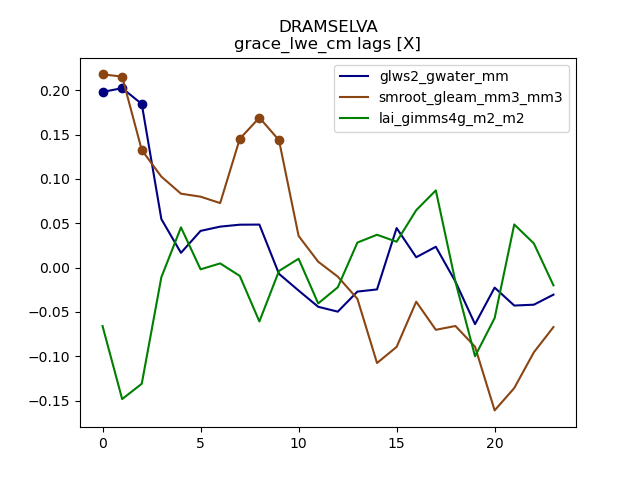 DRAMSELVA
grace_lwe_cm lags [X]
glws2_gwater_mm
smroot_gleam_mm3_mm3
lai_gimms4g_m2_m2
0.20
0.15
0.10
0.05
0.00
−0.05
−0.10
−0.15
0 5 10 15 20